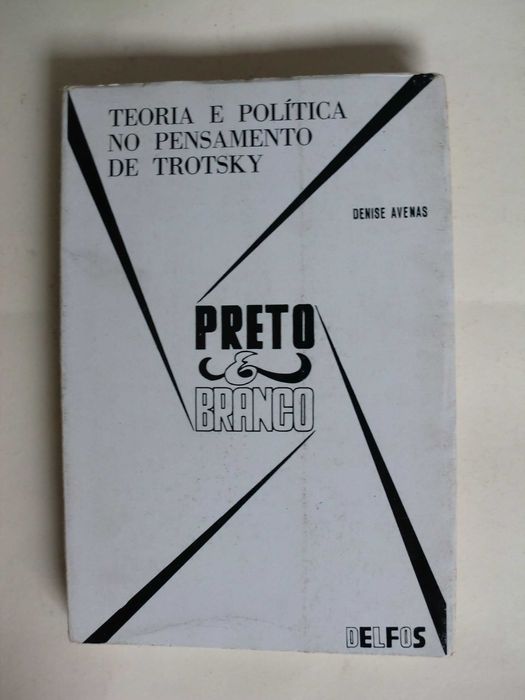 TEORIA E POLÍTICA
NO PENSAMENTO
DE TROTSKY
DENISE AVENAS
PRETO
&
BRANCO
DELFOS